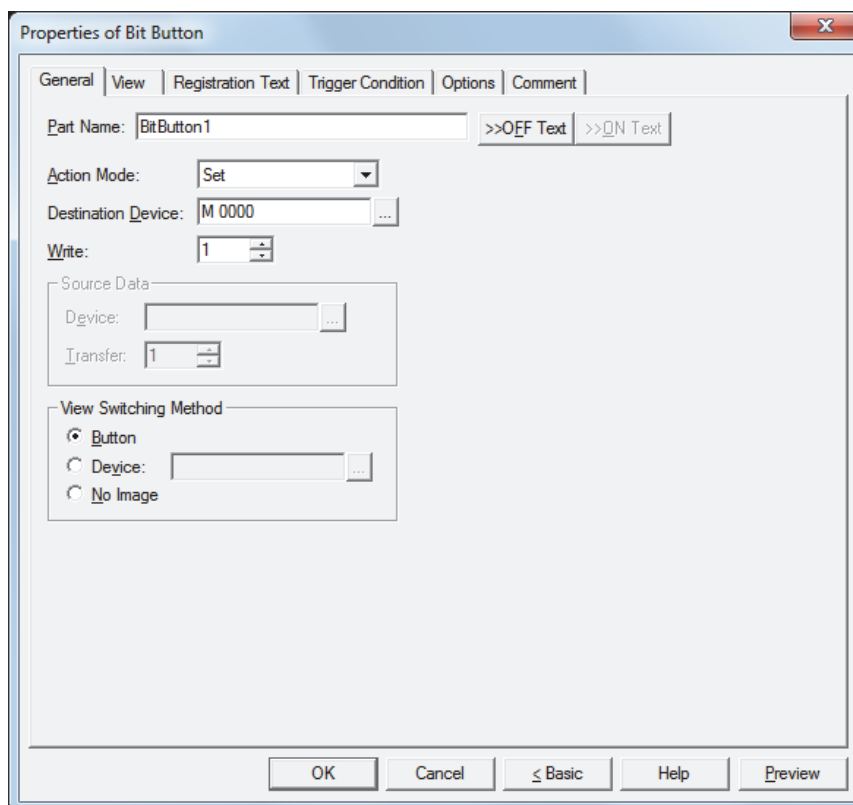 Properties of Bit Button
General View Registration Text Trigger Condition Options Comment
Part Name: BitButton1 >>OFF Text >>ON Text
Action Mode: Set
Destination Device: M 0000 ...
Write: 1
Source Data
Device: ...
Transfer: 1
View Switching Method
Button
Device: ...
No Image
OK Cancel < Basic Help Preview